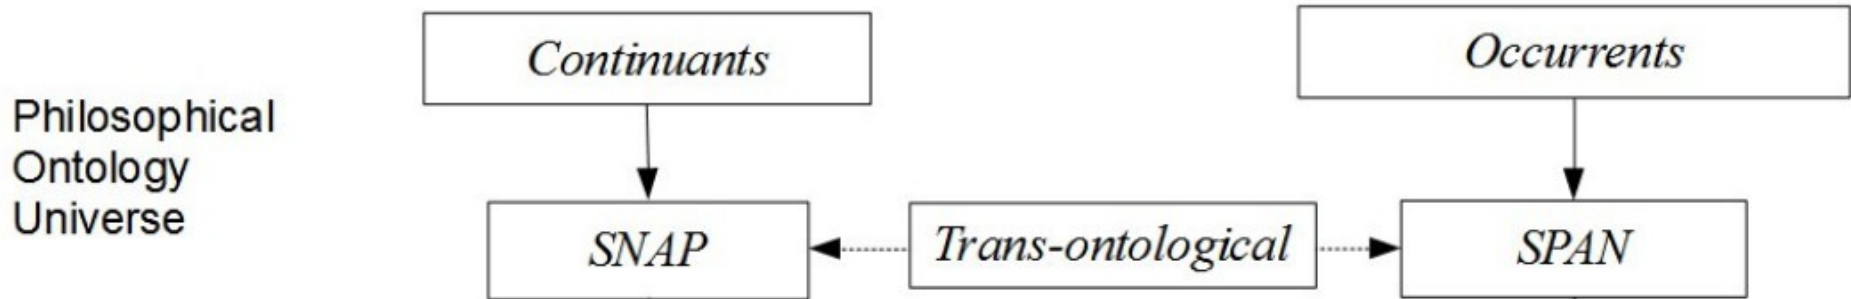 Continuants
Occurrents
Philosophical
Ontology
Universe
SNAP
Trans-ontological
SPAN